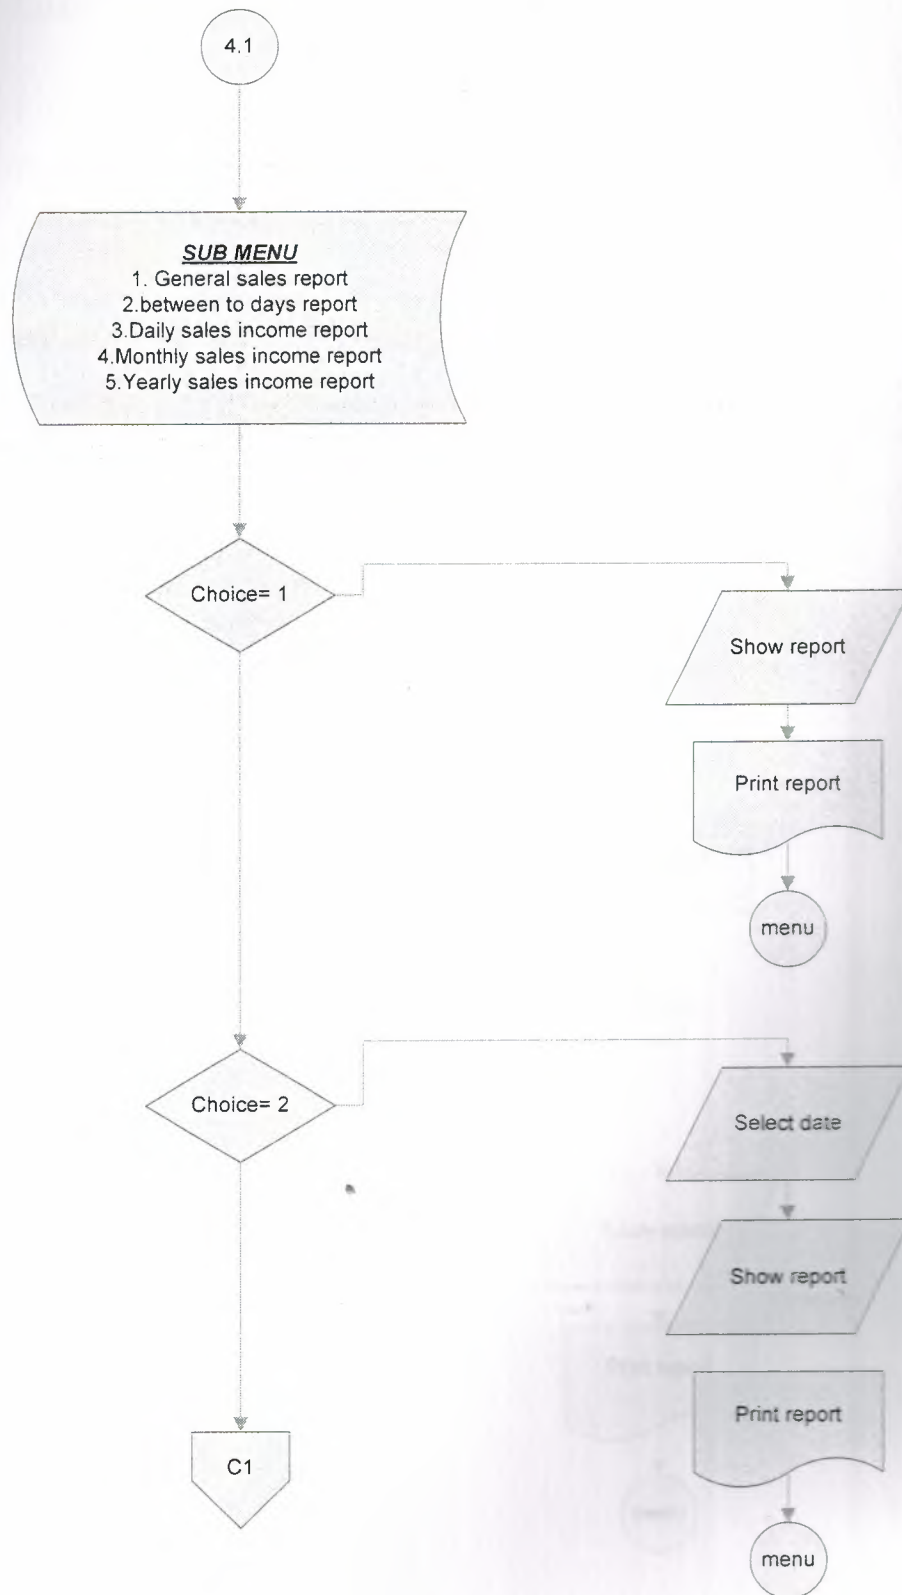 4.1
SUB MENU
1. General sales report
2.between to days report
3.Daily sales income report
4.Monthly sales income report
5.Yearly sales income report
Choice= 1
Show report
Print report
menu
Choice= 2
Select date
Show report
Print report
menu
C1